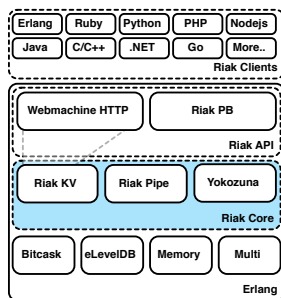 Erlang Ruby Python PHP Nodejs
Java C/C++ .NET Go More..
Riak Clients
Webmachine HTTP Riak PB
Riak API
Riak KV Riak Pipe Yokozuna
Riak Core
Bitcask eLevelDB Memory Multi
Erlang